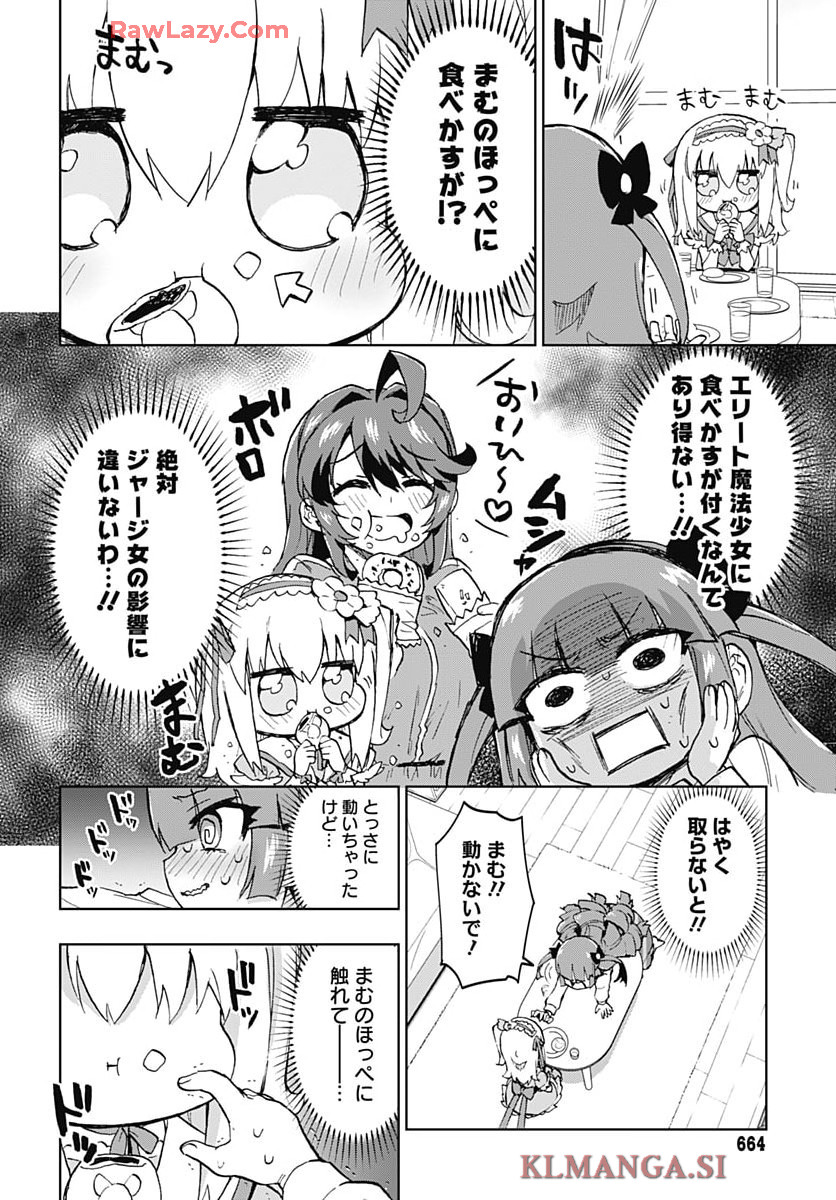 RawLazy.Com
はっ
まむ
まむ
まむのほっぺに
食べかすが!?
まむっ
エリート魔法少女に
食べかすが付くなんて
あり得ない…!!
おいひ〜♡
ムシャ
ボロ
まむ
絶対
ジャージ女の影響に
違いないわ…!!
はやく
取らないと!!
まむ!!
動かないで!
とっさに
動いちゃった
けど…
ドッ
ドッ
まむのほっぺに
触れて――…
ドッ
ドッ
664
KLMANGA.SI